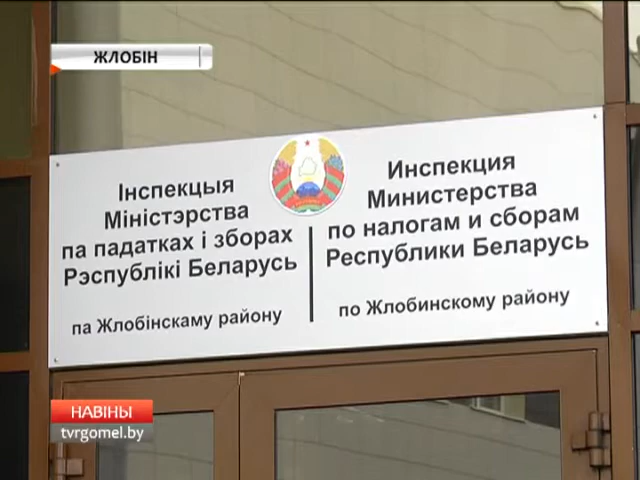 ЖЛОБІН
Інспекцыя
Міністэрства
па падатках і зборах
Рэспублікі Беларусь
па Жлобінскаму району
Инспекция
Министерства
по налогам и сборам
Республики Беларусь
по Жлобинскому району
НАВІНЫ
tvrgomel.by